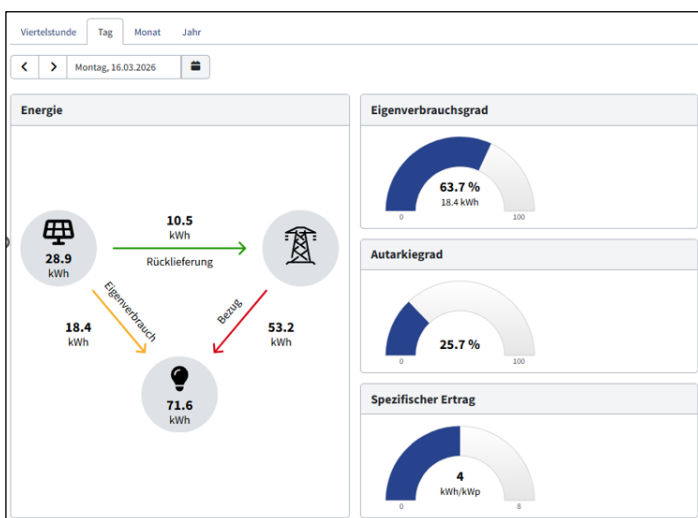 Viertelstunde Tag Monat Jahr
Montag, 16.03.2026
Energie
10.5
kWh
Rücklieferung
28.9
kWh
Eigenverbrauch
Bezug
18.4
kWh
53.2
kWh
71.6
kWh
Eigenverbrauchsgrad
63.7 %
18.4 kWh
0 100
Autarkiegrad
25.7 %
0 100
Spezifischer Ertrag
4
kWh/kWp
0 8